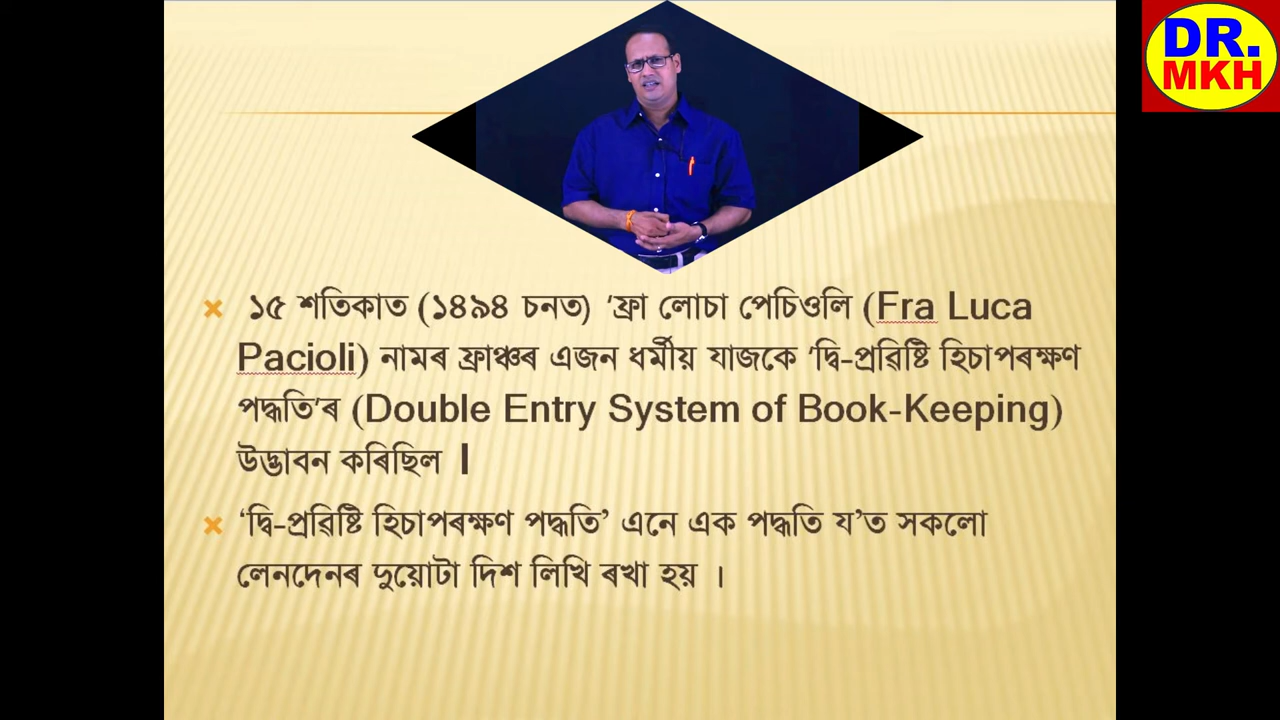 DR.
MKH
১৫ শতিকাত (১৪৯৪ চনত) ‘ফ্ৰা লোচা পেচিওলি (Fra Luca
Pacioli) নামৰ ফ্ৰাঞ্চৰ এজন ধৰ্মীয় যাজকে ‘দ্বি-প্ৰৱিষ্টি হিচাপৰক্ষণ
পদ্ধতি’ৰ (Double Entry System of Book-Keeping)
উদ্ভাবন কৰিছিল ।
‘দ্বি-প্ৰৱিষ্টি হিচাপৰক্ষণ পদ্ধতি’ এনে এক পদ্ধতি য’ত সকলো
লেনদেনৰ দুয়োটা দিশ লিখি ৰখা হয় ।